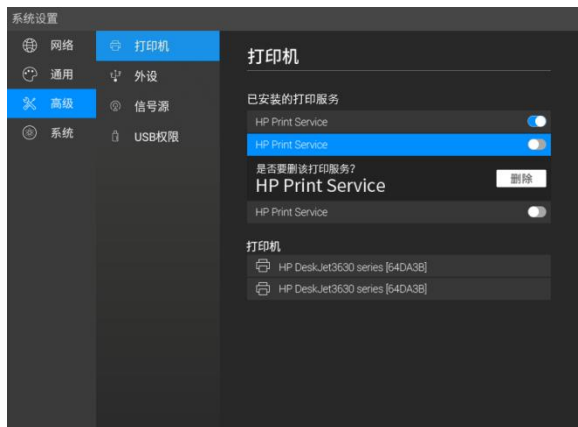 系统设置
网络
通用
高级
系统
打印机
外设
信号源
USB权限
打印机
已安装的打印服务
HP Print Service
HP Print Service
是否要删该打印服务?
HP Print Service
删除
HP Print Service
打印机
HP DeskJet3630 series [64DA3B]
HP DeskJet3630 series [64DA3B]